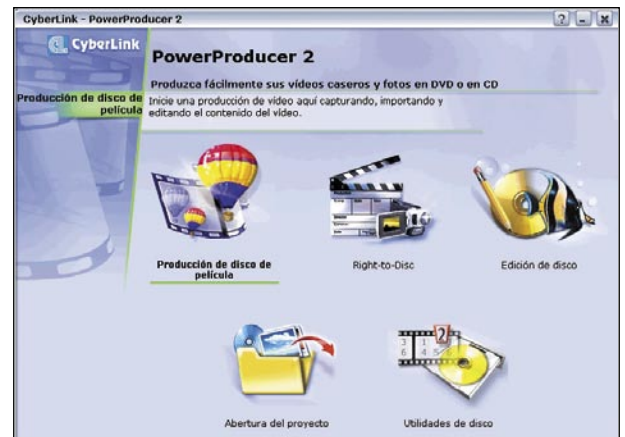 CyberLink - PowerProducer 2
CyberLink
PowerProducer 2
Produzca fácilmente sus vídeos caseros y fotos en DVD o en CD
Producción de disco de
película
Inicie una producción de vídeo aquí capturando, importando y
editando el contenido del vídeo.
Producción de disco de
película
Right-to-Disc
Edición de disco
Abertura del proyecto
Utilidades de disco